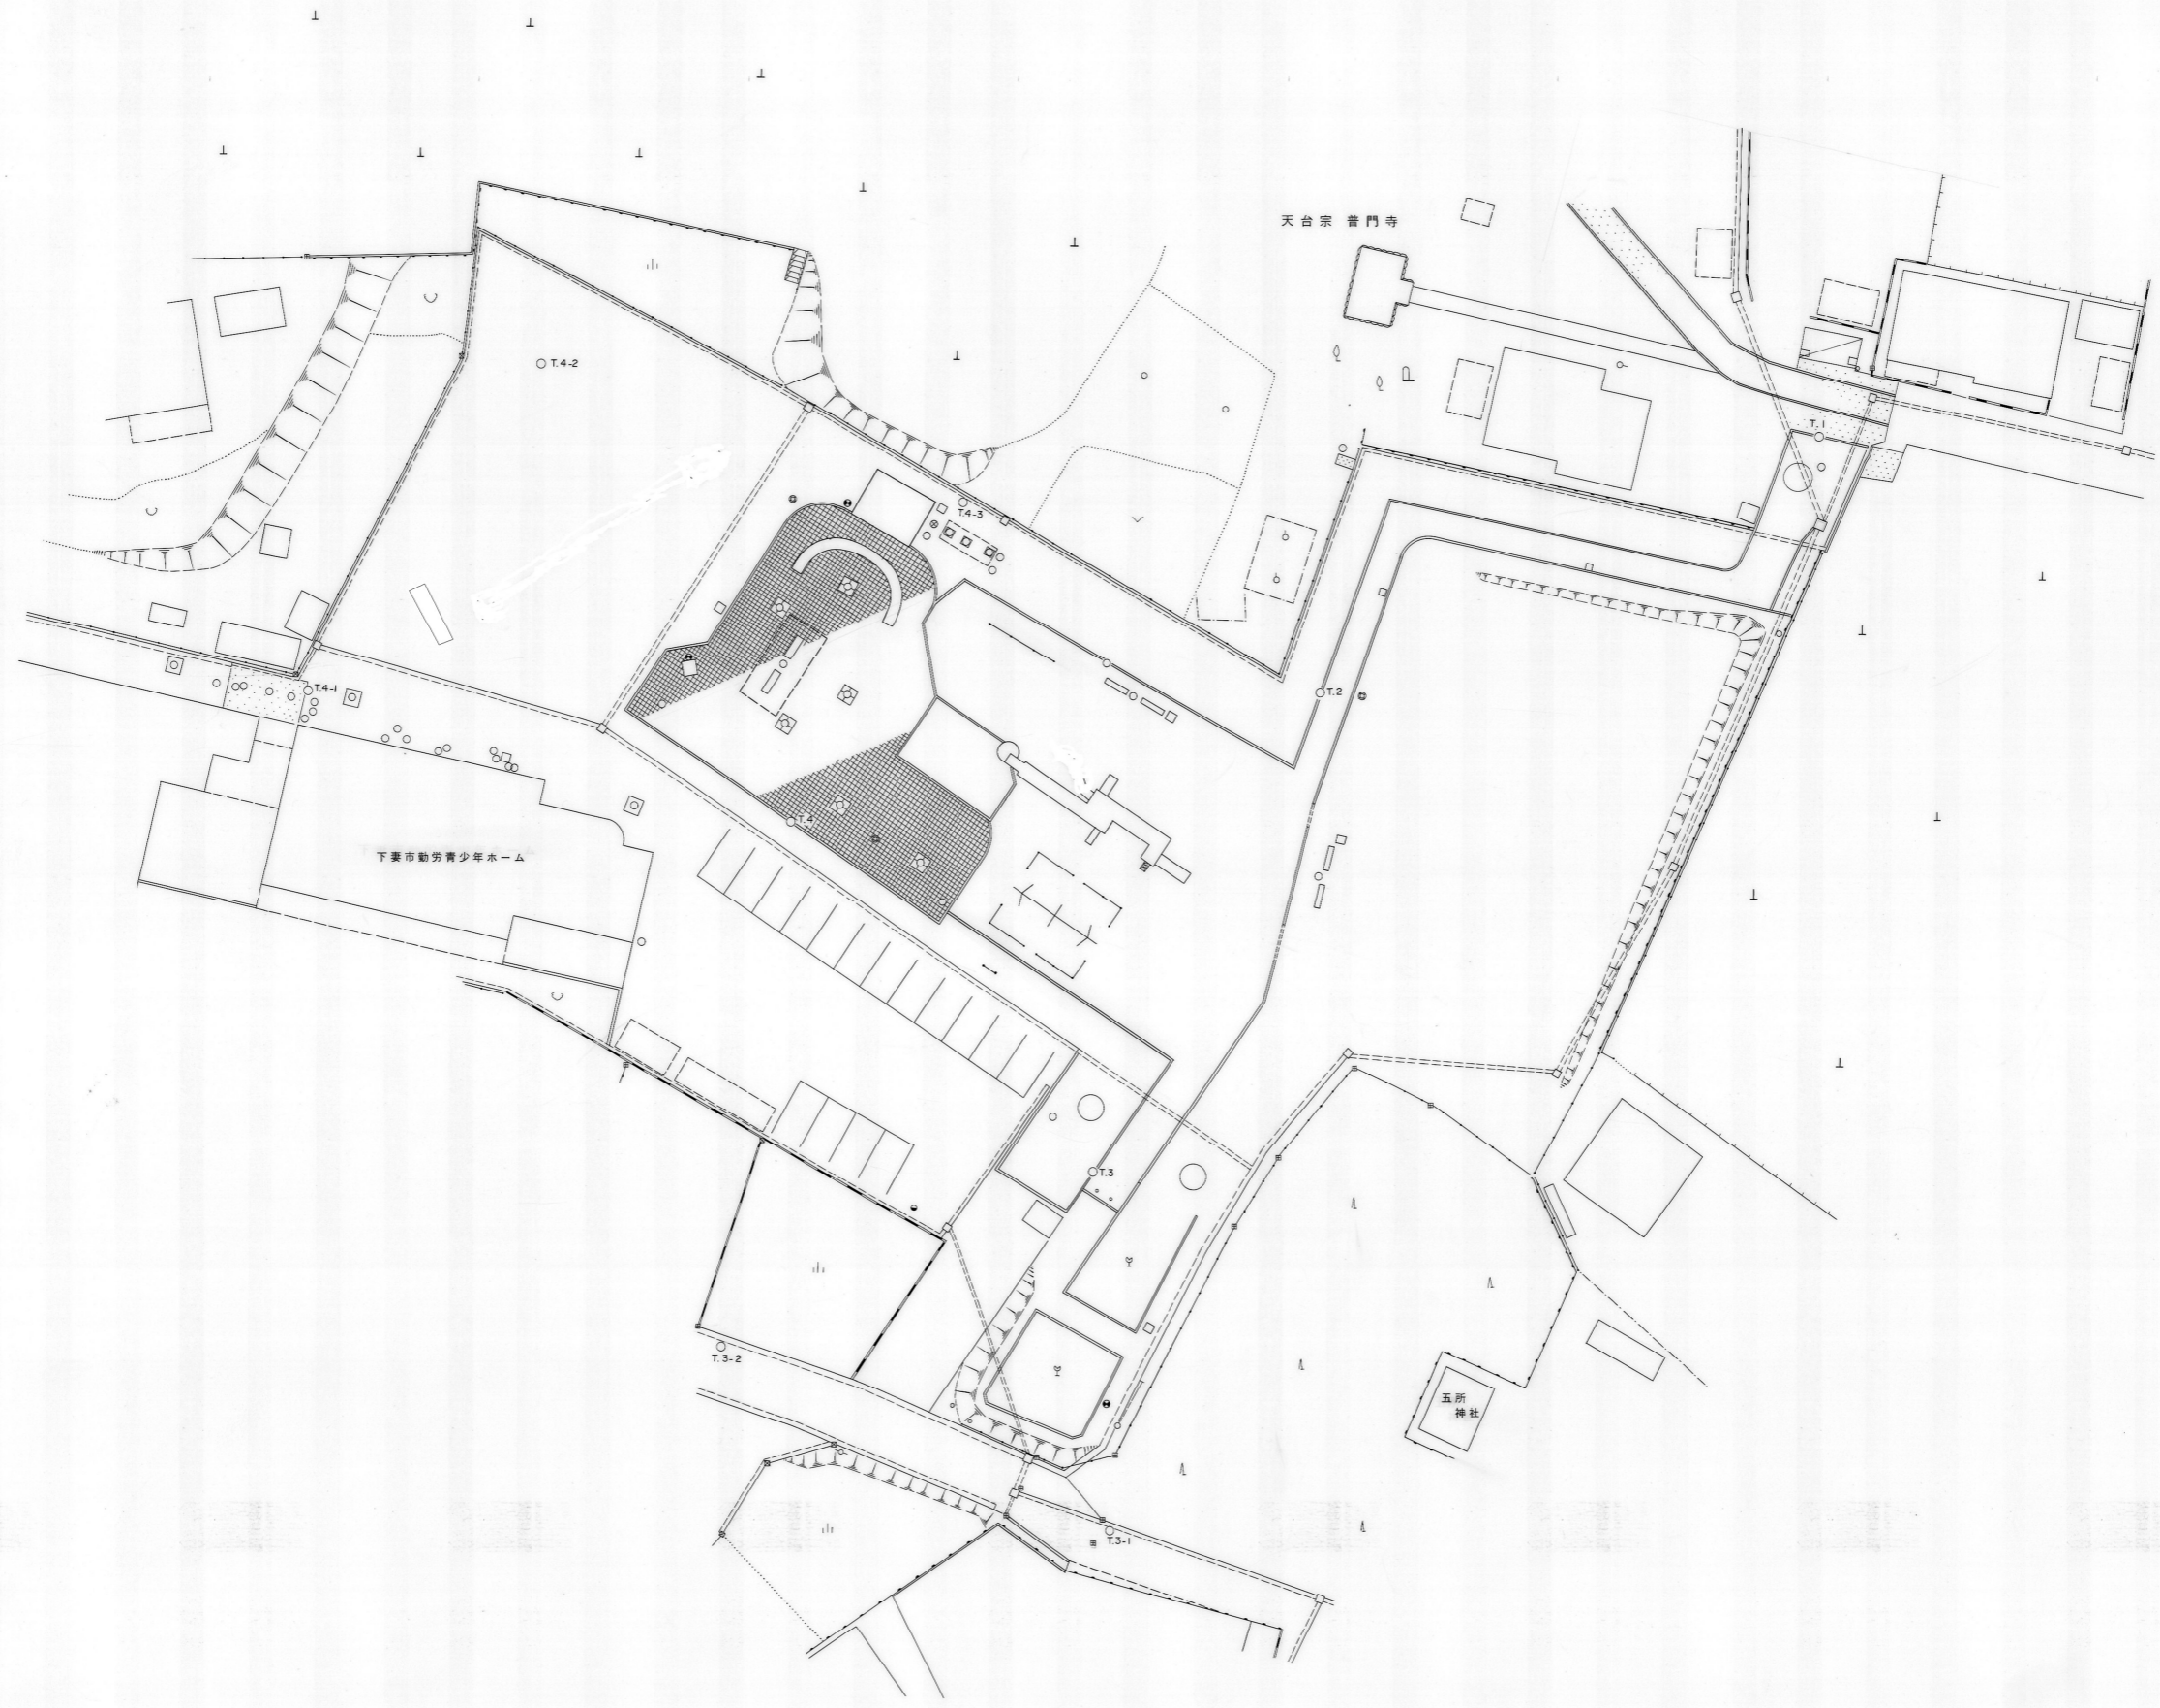 天台宗 普門寺
T.1
T.4-2
T.4-3
T.4-1
T.2
T.4
下妻市勤労青少年ホーム
T.3
T.3-2
五所
神社
T.3-1